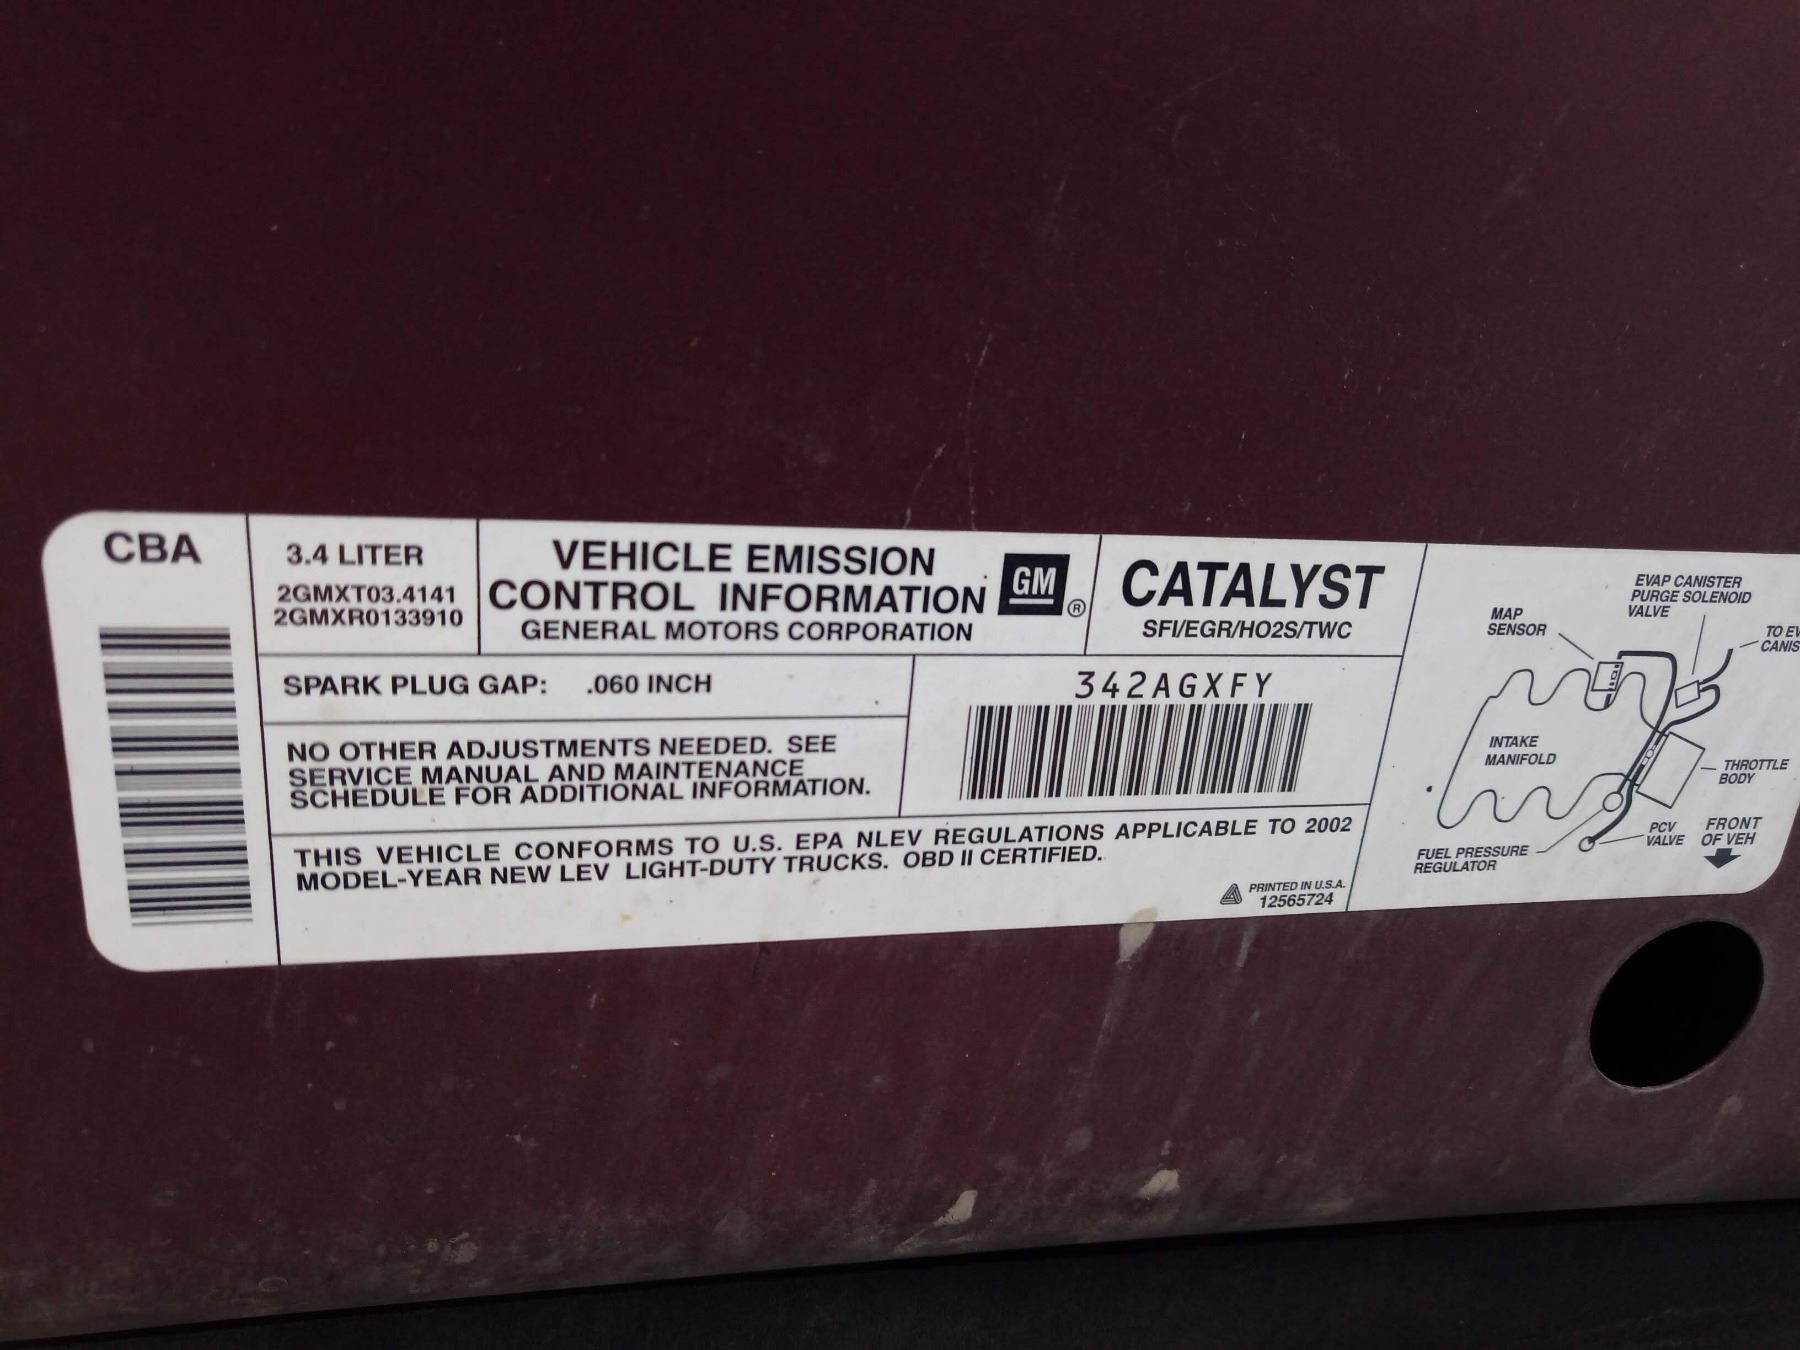 CBA
3.4 LITER
2GMXT03.4141
2GMXR0133910
VEHICLE EMISSION
CONTROL INFORMATION
GENERAL MOTORS CORPORATION
GM
®
CATALYST
SFI/EGR/HO2S/TWC
SPARK PLUG GAP: .060 INCH
NO OTHER ADJUSTMENTS NEEDED. SEE
SERVICE MANUAL AND MAINTENANCE
SCHEDULE FOR ADDITIONAL INFORMATION.
342AGXFY
THIS VEHICLE CONFORMS TO U.S. EPA NLEV REGULATIONS APPLICABLE TO 2002
MODEL-YEAR NEW LEV LIGHT-DUTY TRUCKS. OBD II CERTIFIED.
PRINTED IN U.S.A.
12565724
EVAP CANISTER
PURGE SOLENOID
VALVE
MAP
SENSOR
TO EV
CANIS
INTAKE
MANIFOLD
THROTTLE
BODY
PCV
VALVE
FRONT
OF VEH
FUEL PRESSURE
REGULATOR